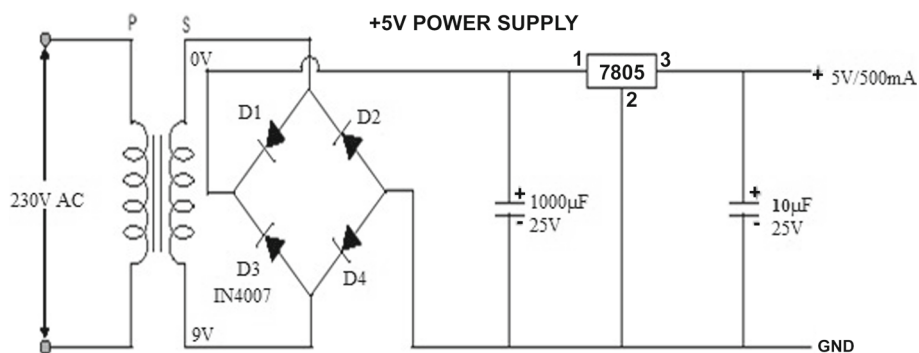 +5V POWER SUPPLY
P
S
0V
1
7805
3
2
+ 5V/500mA
D1
D2
230V AC
+
1000µF
25V
-
+
10µF
25V
-
D3
D4
IN4007
9V
GND